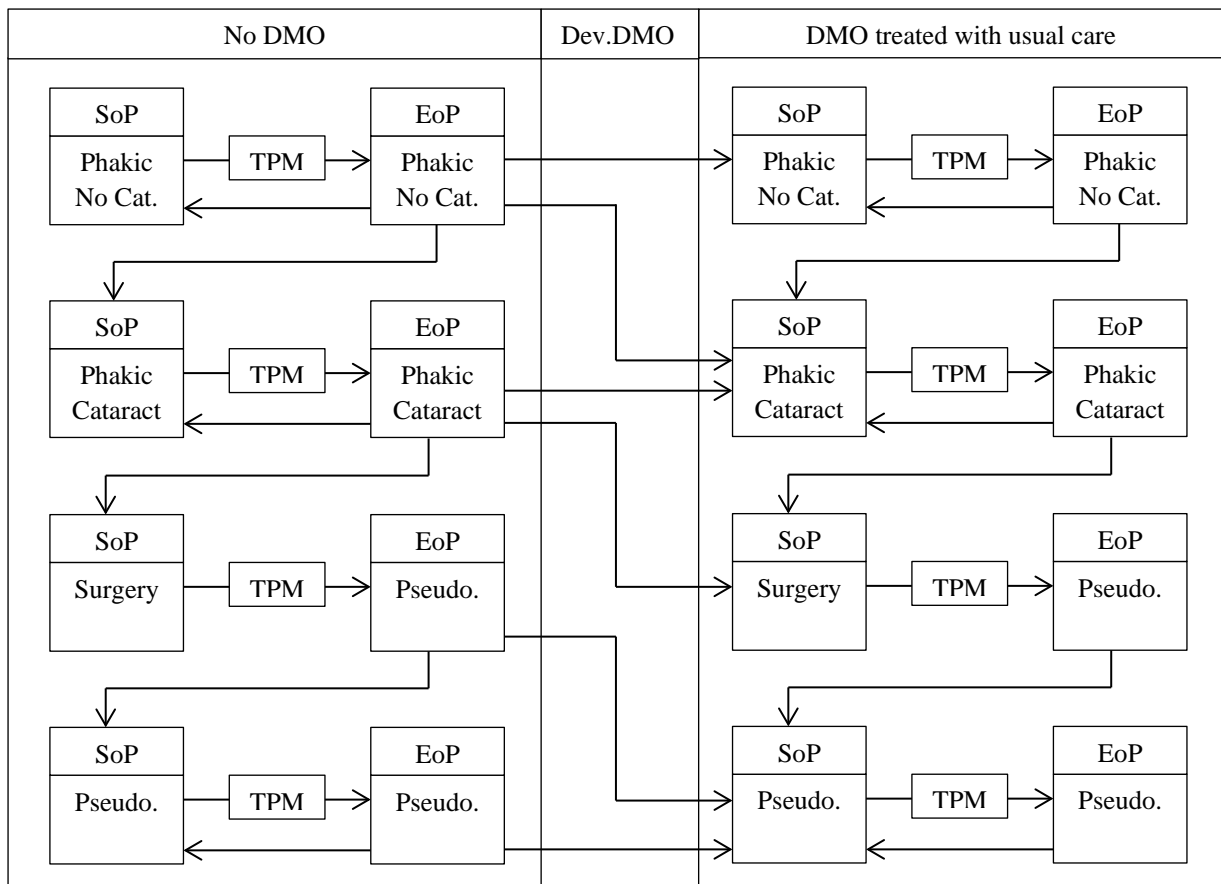 No DMO
Dev.DMO
DMO treated with usual care
SoP
EoP
SoP
EoP
Phakic
No Cat.
TPM
Phakic
No Cat.
Phakic
No Cat.
TPM
Phakic
No Cat.
SoP
EoP
SoP
EoP
Phakic
Cataract
TPM
Phakic
Cataract
Phakic
Cataract
TPM
Phakic
Cataract
SoP
EoP
SoP
EoP
Surgery
TPM
Pseudo.
Surgery
TPM
Pseudo.
SoP
EoP
SoP
EoP
Pseudo.
TPM
Pseudo.
Pseudo.
TPM
Pseudo.